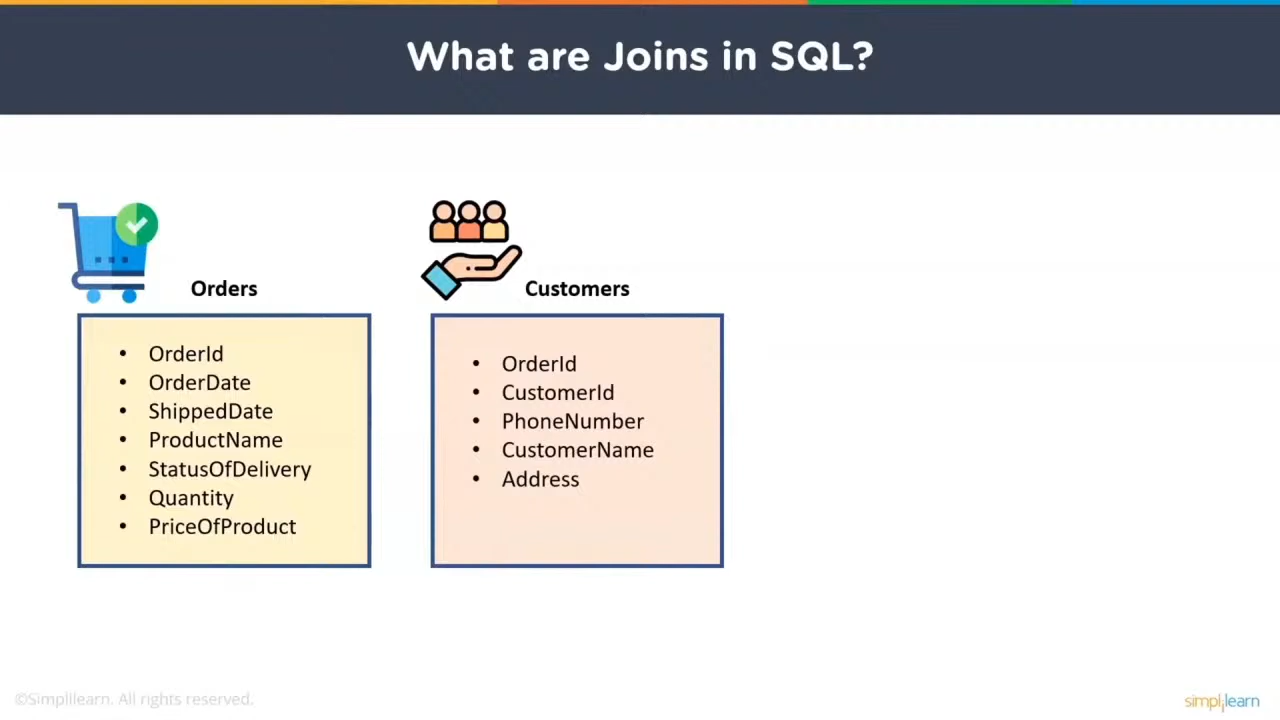 What are Joins in SQL?
Orders
• OrderId
• OrderDate
• ShippedDate
• ProductName
• StatusOfDelivery
• Quantity
• PriceOfProduct
Customers
• OrderId
• CustomerId
• PhoneNumber
• CustomerName
• Address
©Simplilearn. All rights reserved.
simplilearn